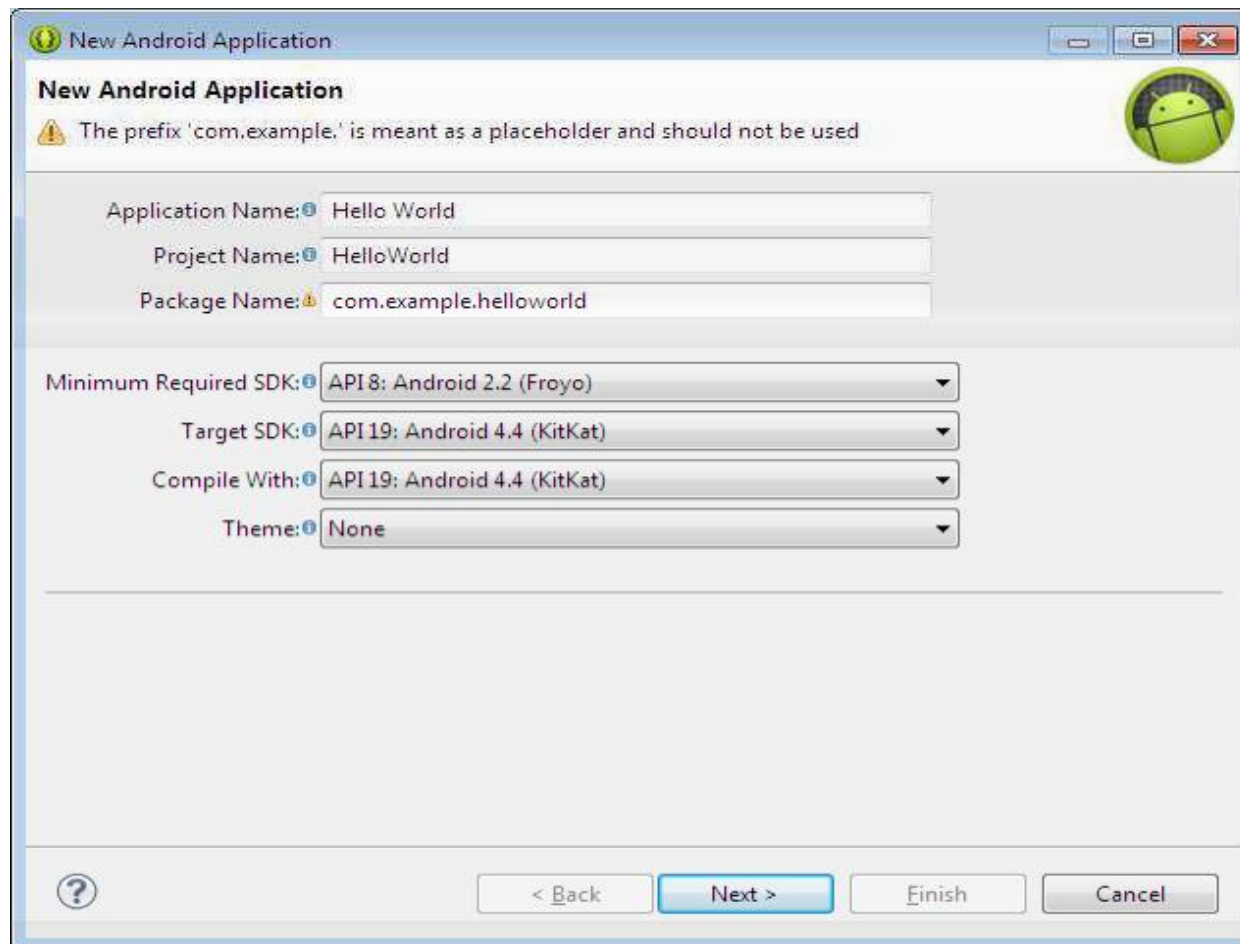 New Android Application
New Android Application
The prefix 'com.example.' is meant as a placeholder and should not be used
Application Name: Hello World
Project Name: HelloWorld
Package Name: com.example.helloworld
Minimum Required SDK: API 8: Android 2.2 (Froyo)
Target SDK: API 19: Android 4.4 (KitKat)
Compile With: API 19: Android 4.4 (KitKat)
Theme: None
? < Back Next > Finish Cancel